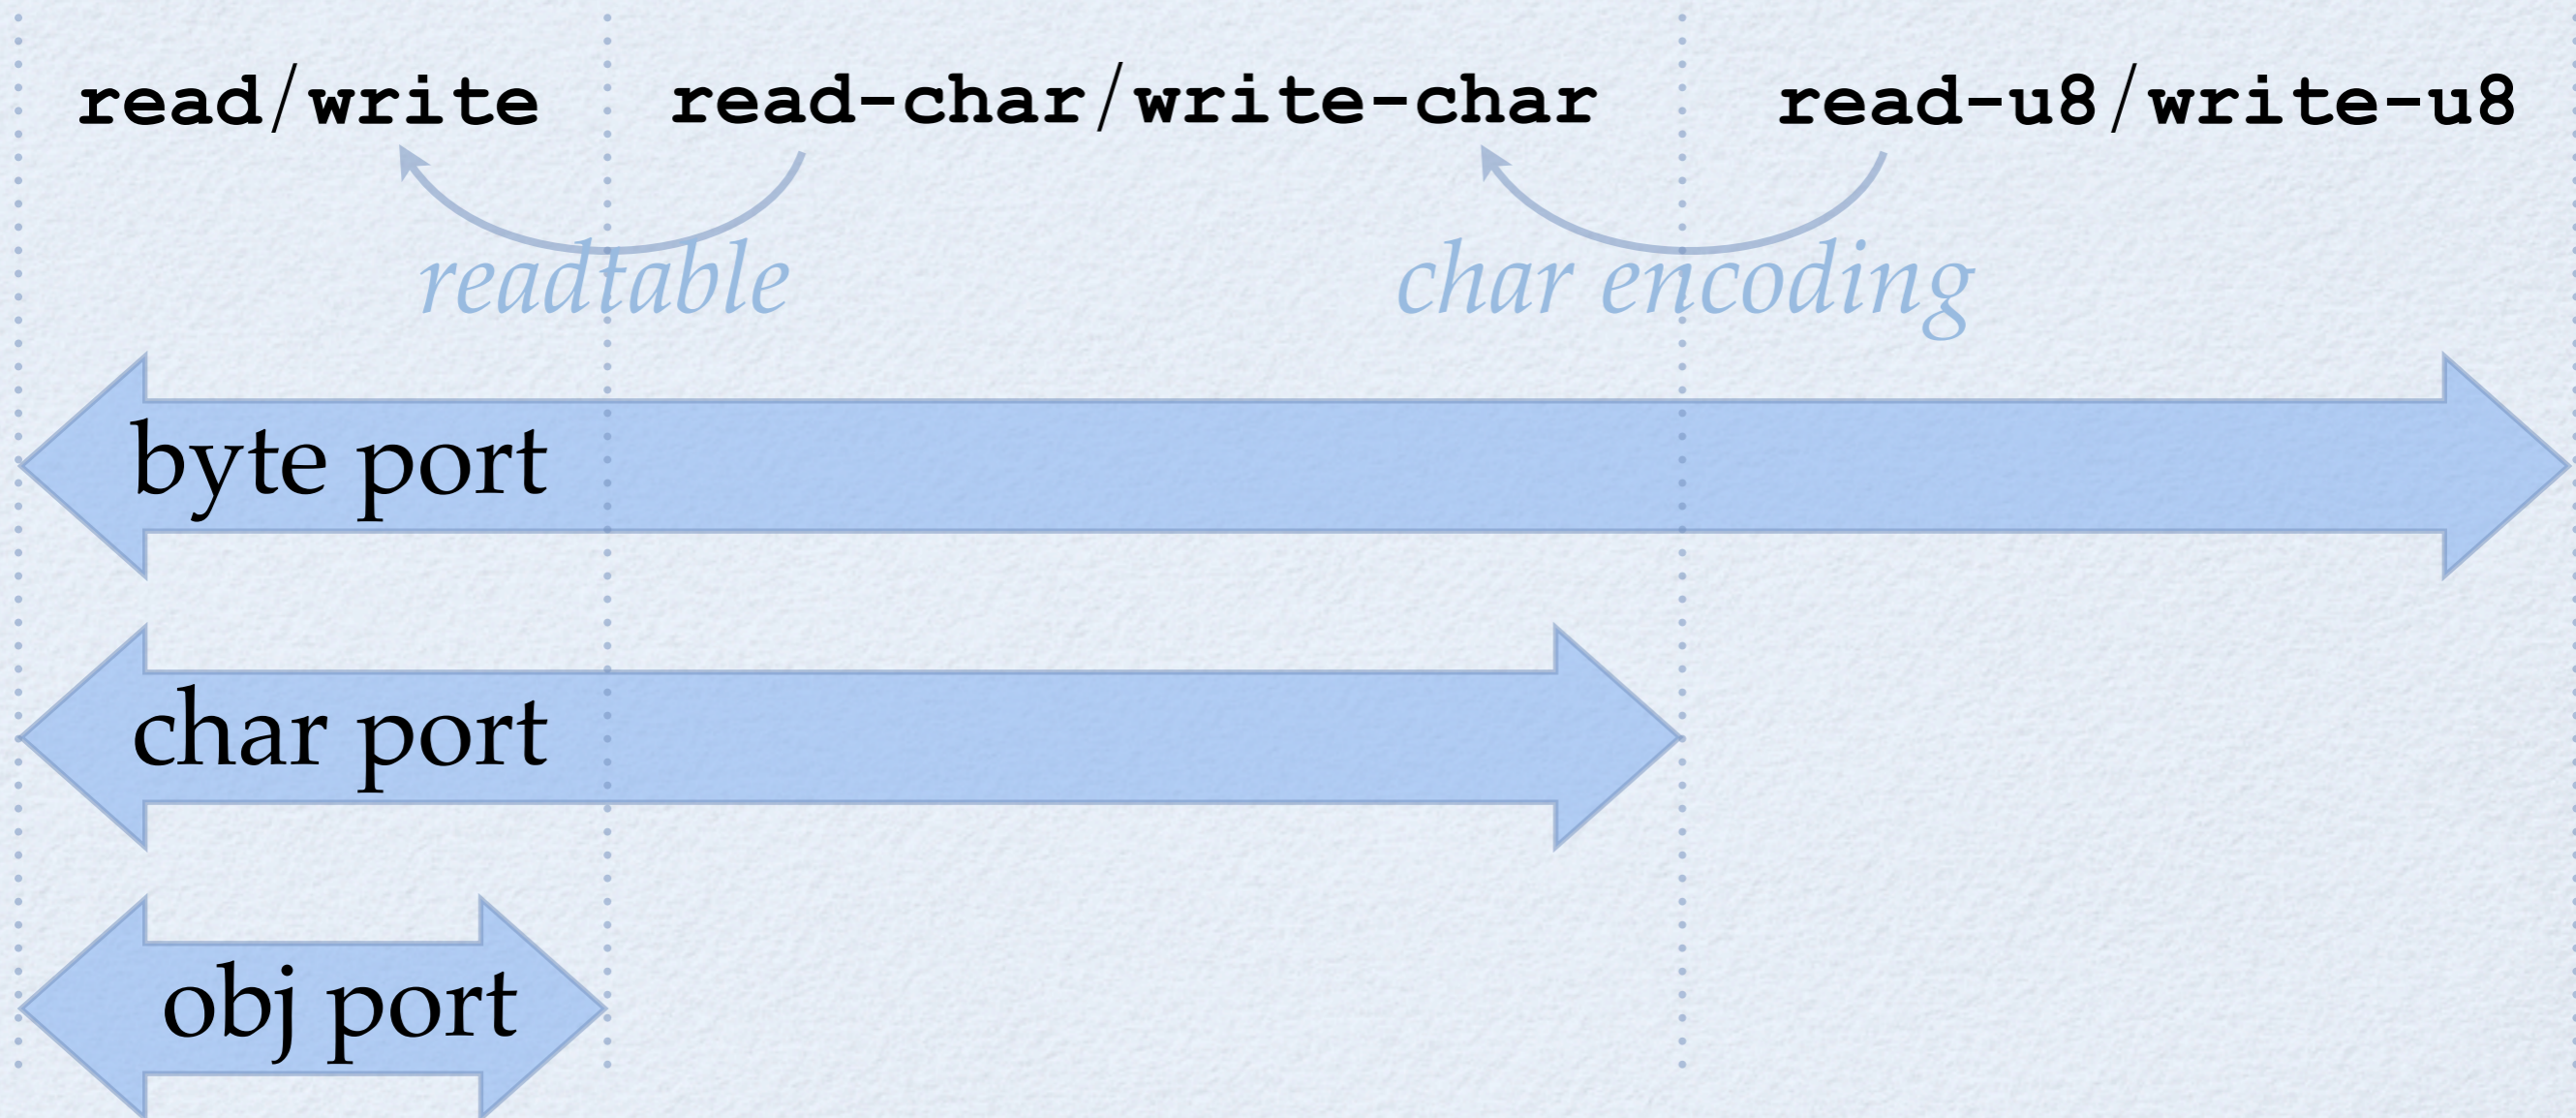 read/write read-char/write-char read-u8/write-u8
readtable char encoding
byte port
char port
obj port